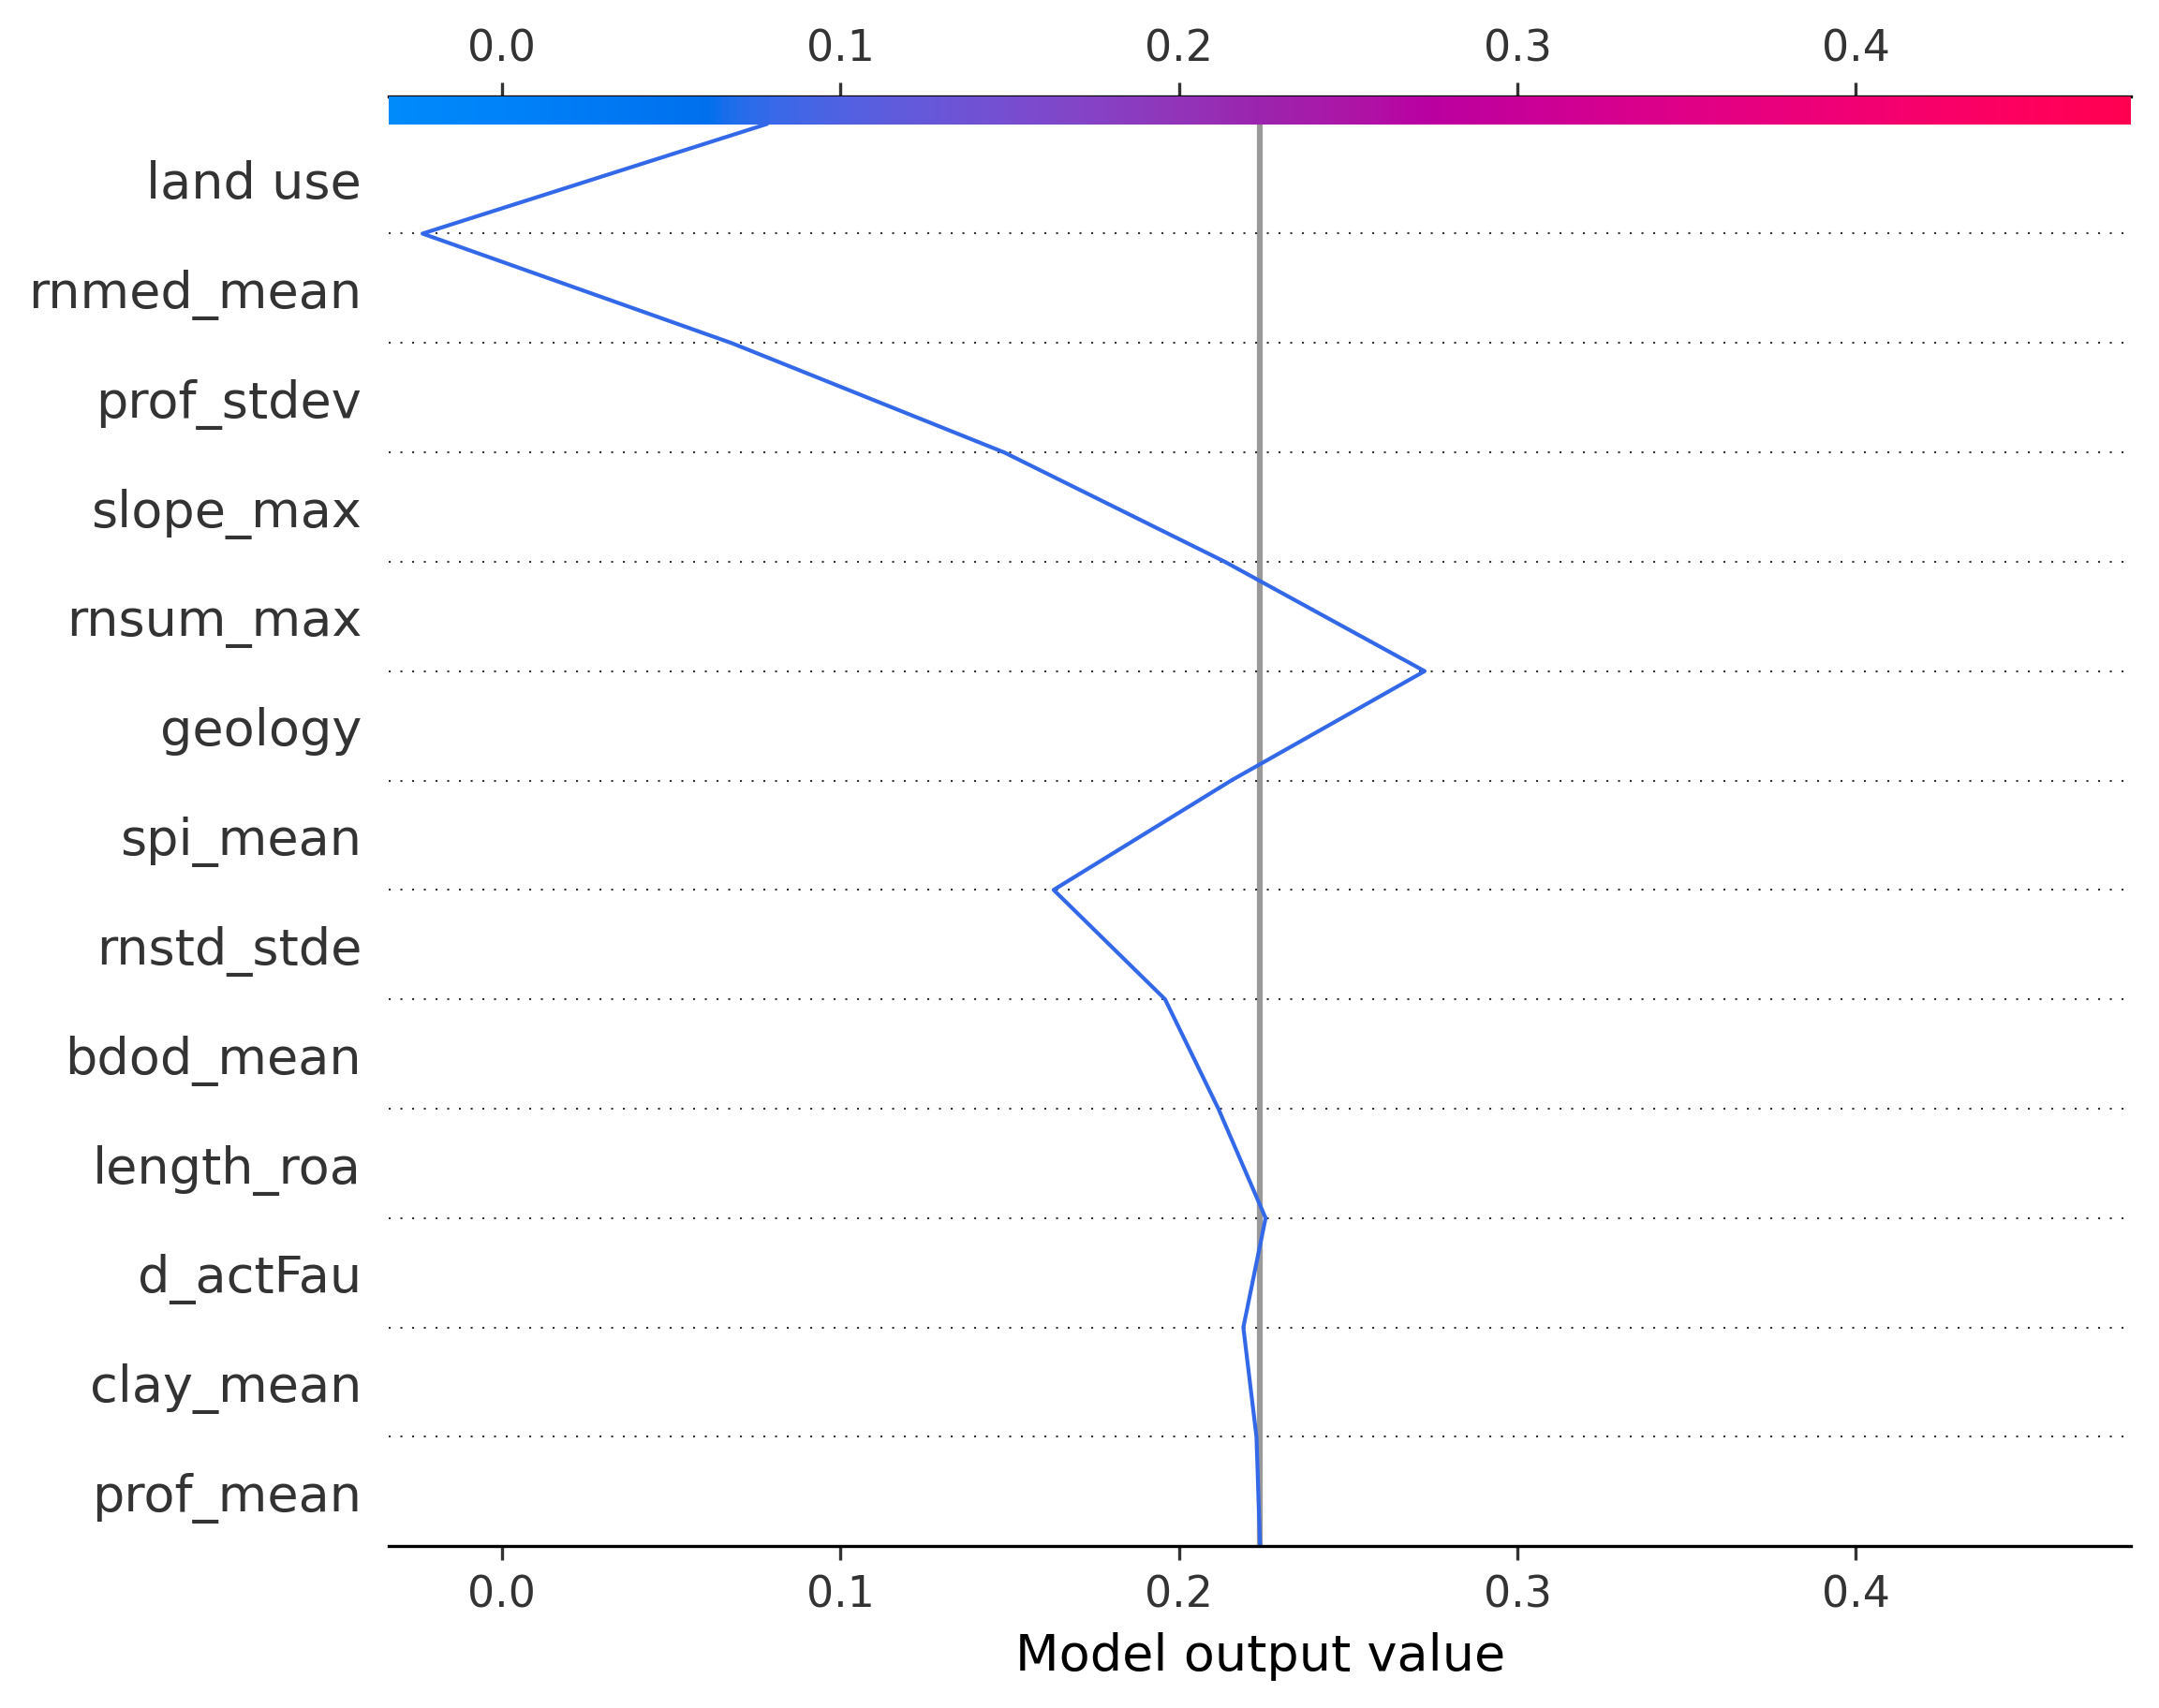 0.0 0.1 0.2 0.3 0.4
land use
rnmed_mean
prof_stdev
slope_max
rnsum_max
geology
spi_mean
rnstd_stde
bdod_mean
length_roa
d_actFau
clay_mean
prof_mean
0.0 0.1 0.2 0.3 0.4
Model output value